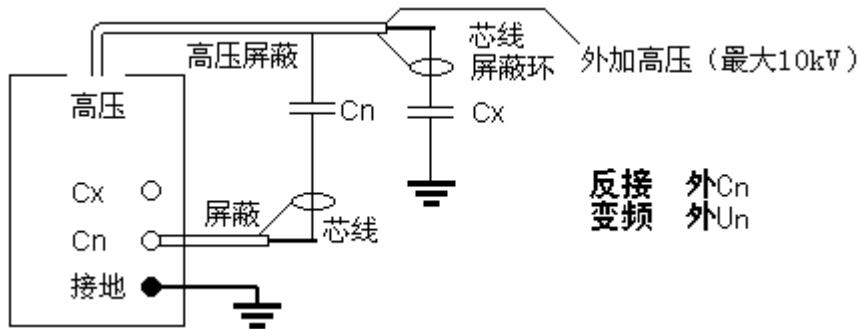 高压屏蔽
芯线
屏蔽环
外加高压（最大10kV）
高压
Cn
Cx
Cx
反接 外Cn
屏蔽
变频 外Un
Cn
芯线
接地